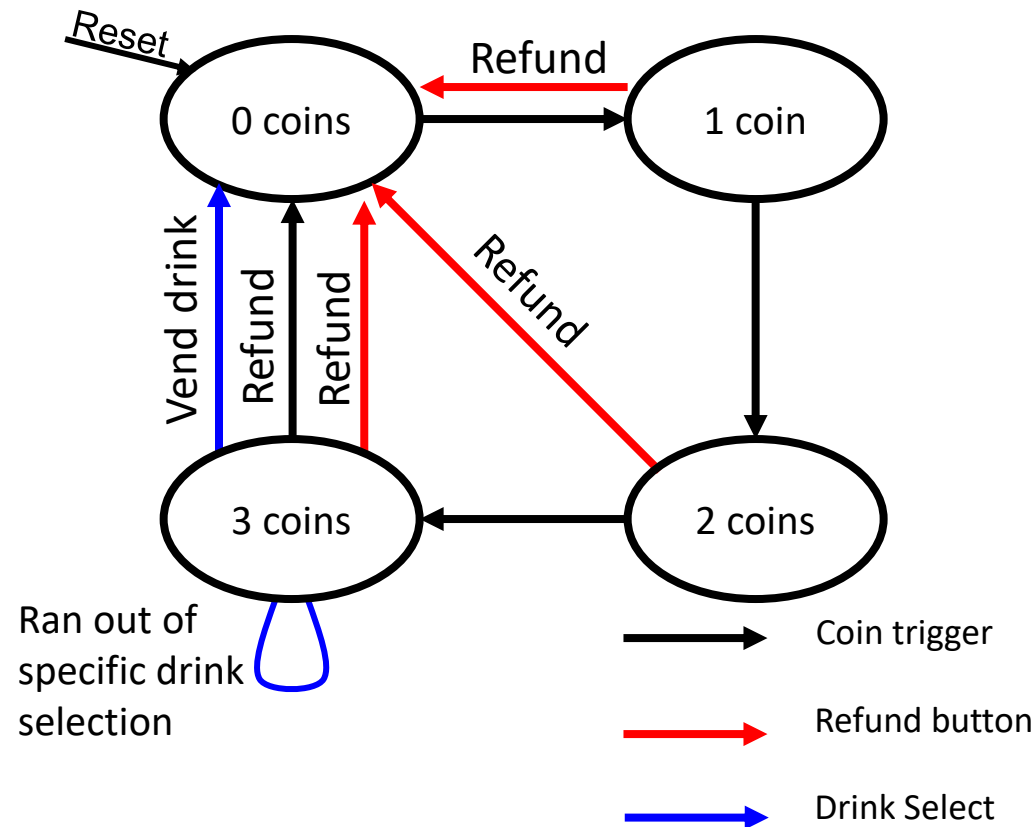 Reset
Refund
0 coins
1 coin
Vend drink
Refund
Refund
Refund
3 coins
2 coins
Ran out of
specific drink
selection
Coin trigger
Refund button
Drink Select